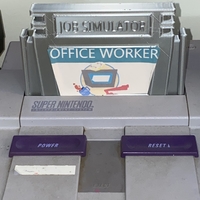 JOB SIMULATOR
OFFICE WORKER
SUPER NINTENDO
POWER
RESET